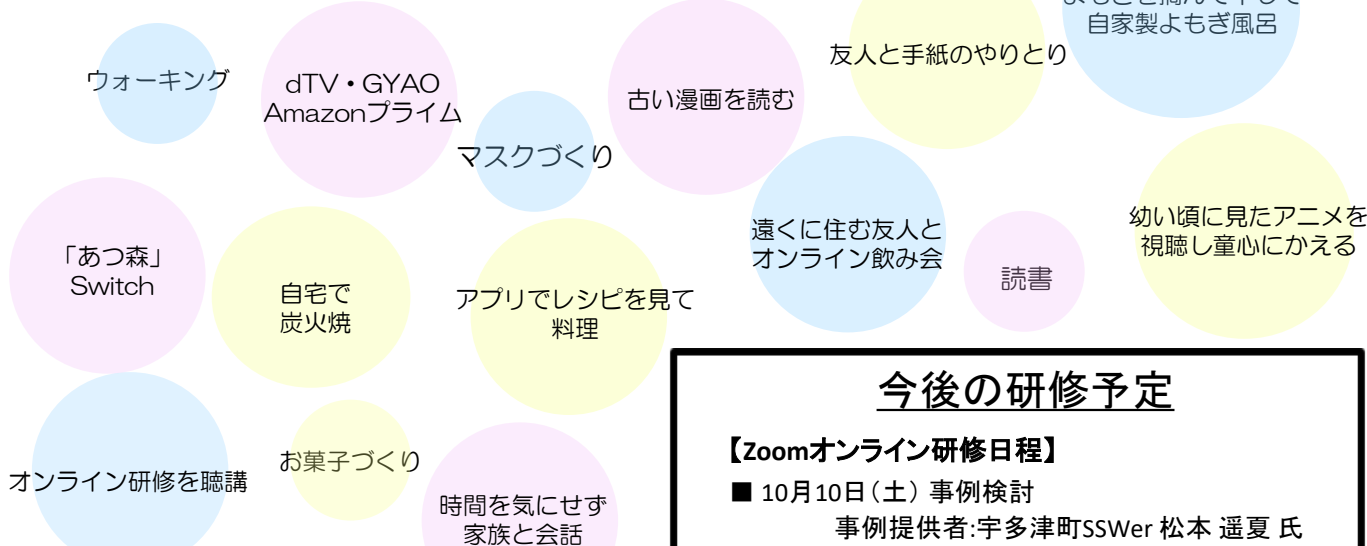 自家製よもぎ風呂
友人と手紙のやりとり
ウォーキング
dTV・GYAO
Amazonプライム
古い漫画を読む
マスクづくり
遠くに住む友人と
オンライン飲み会
幼い頃に見たアニメを
視聴し童心にかえる
読書
「あつ森」
Switch
自宅で
炭火焼
アプリでレシピを見て
料理
オンライン研修を聴講
お菓子づくり
時間を気にせず
家族と会話
今後の研修予定
【Zoomオンライン研修日程】
■ 10月10日(土) 事例検討
事例提供者:宇多津町SSWer 松本 遥夏 氏